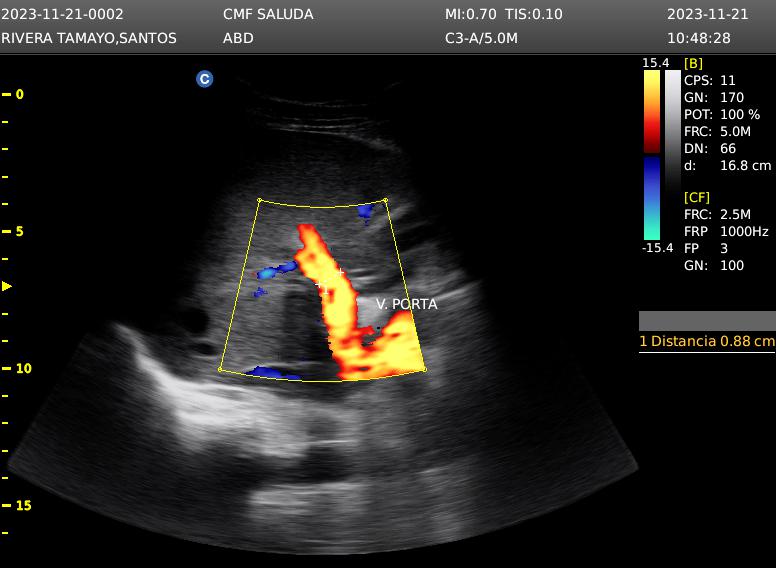 2023-11-21-0002 CMF SALUDA MI:0.70 TIS:0.10 2023-11-21
RIVERA TAMAYO,SANTOS ABD C3-A/5.0M 10:48:28
C
15.4 [B]
CPS: 11
GN: 170
POT: 100 %
FRC: 5.0M
DN: 66
d: 16.8 cm
[CF]
FRC: 2.5M
-15.4 FRP 1000Hz
FP 3
GN: 100
0
5
10
15
1
V. PORTA
1 Distancia 0.88 cm